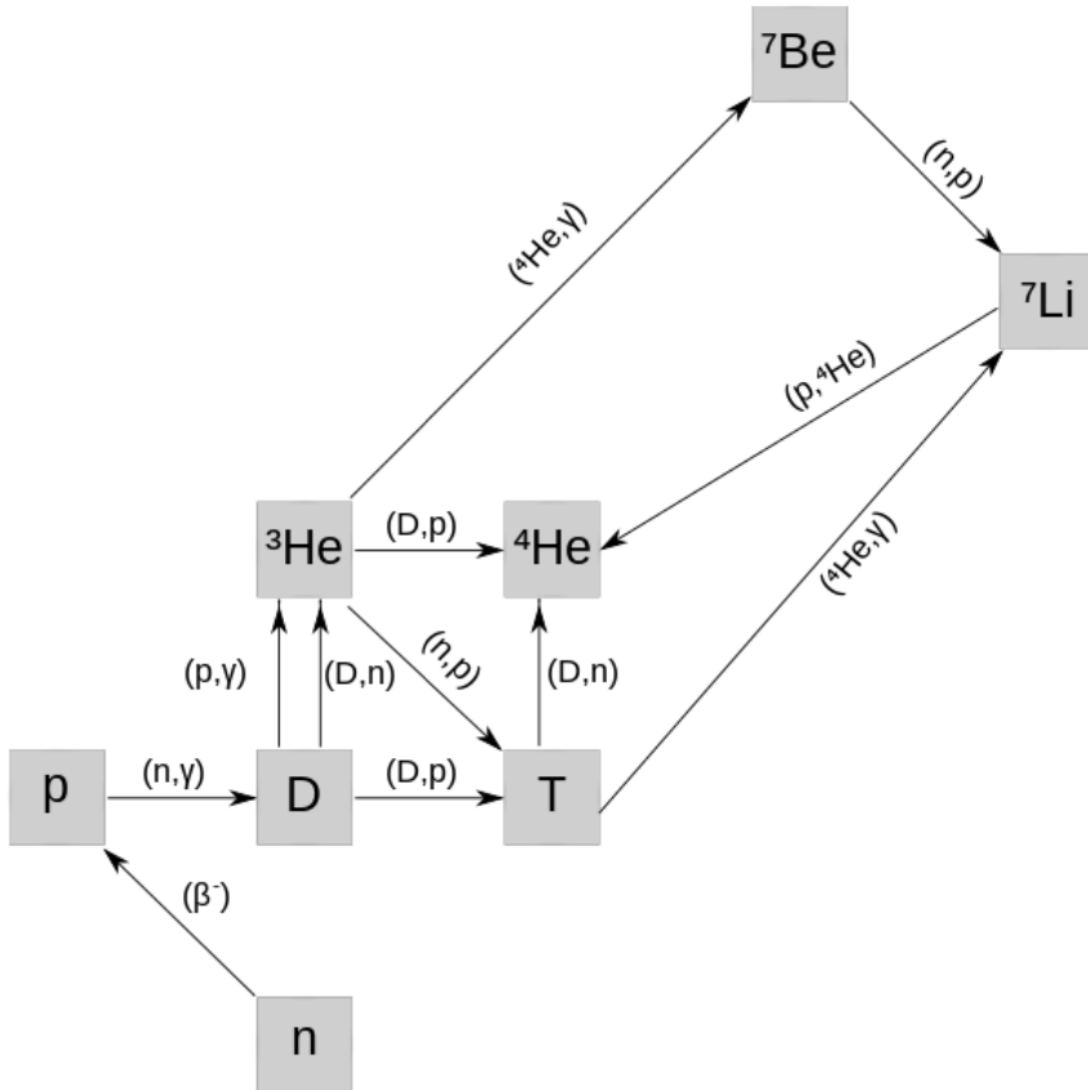 ⁷Be
(n,p)
(⁴He,γ)
⁷Li
(p,⁴He)
³He
(D,p)
⁴He
(⁴He,γ)
(p,γ)
(D,n)
(n,p)
(D,n)
p
(n,γ)
D
(D,p)
T
(β⁻)
n